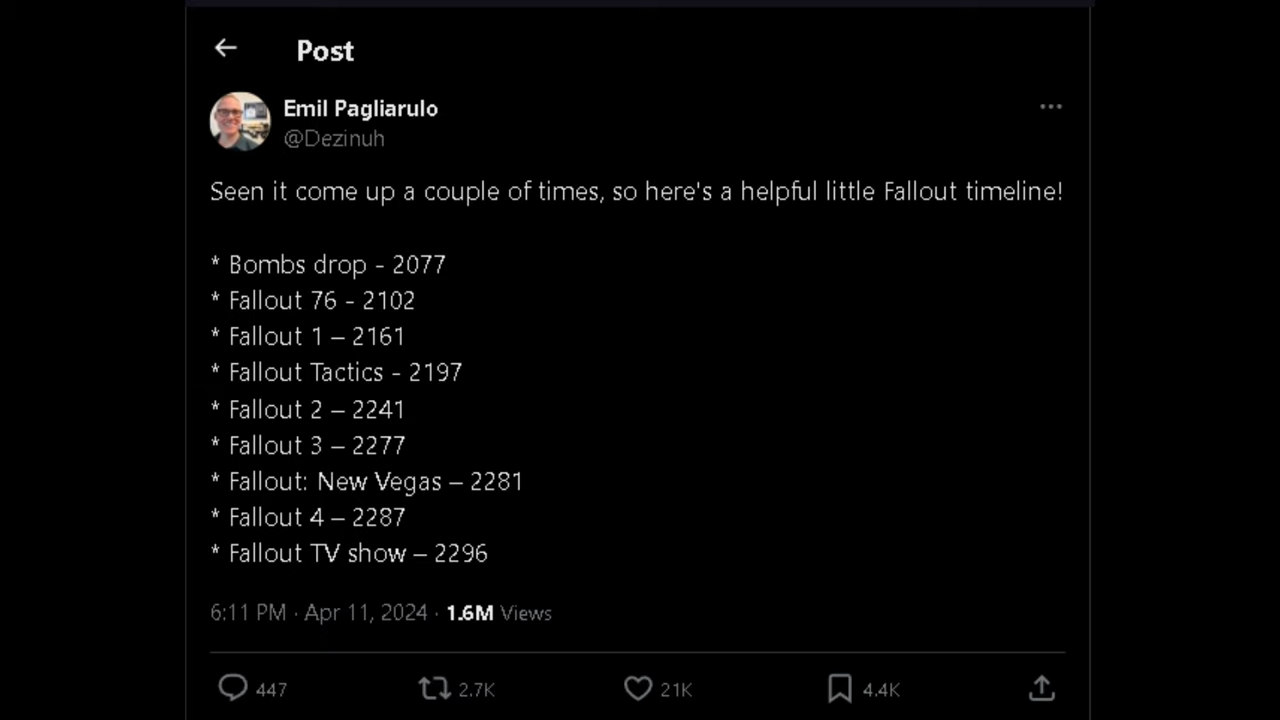 Post
Emil Pagliarulo
@Dezinuh
Seen it come up a couple of times, so here's a helpful little Fallout timeline!
* Bombs drop - 2077
* Fallout 76 - 2102
* Fallout 1 – 2161
* Fallout Tactics - 2197
* Fallout 2 – 2241
* Fallout 3 – 2277
* Fallout: New Vegas – 2281
* Fallout 4 – 2287
* Fallout TV show – 2296
6:11 PM · Apr 11, 2024 · 1.6M Views
447 2.7K 21K 4.4K